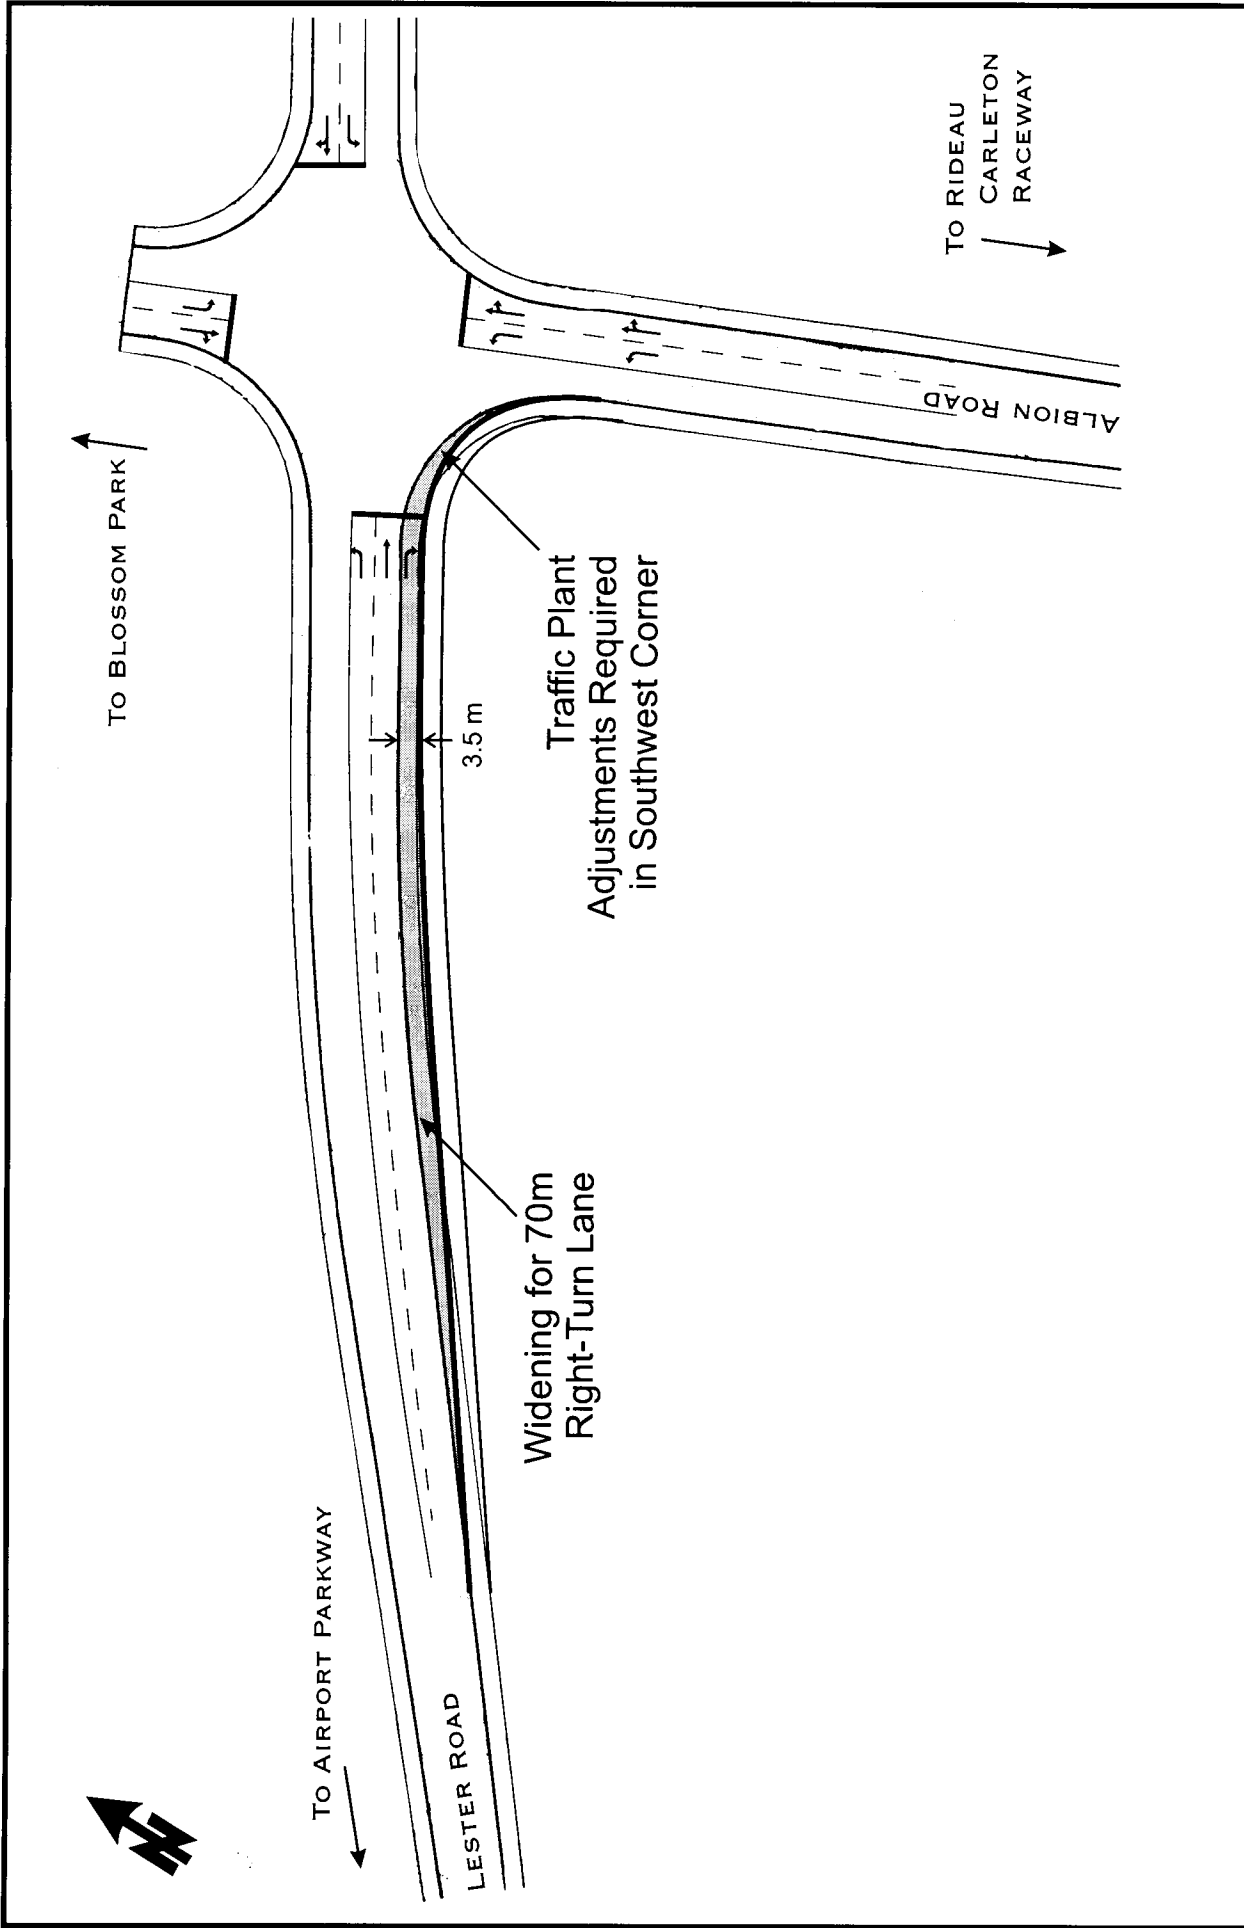 TO BLOSSOM PARK
TO RIDEAU
CARLETON
RACEWAY
ALBION ROAD
3.5 m
Traffic Plant
Adjustments Required
in Southwest Corner
Widening for 70m
Right-Turn Lane
TO AIRPORT PARKWAY
LESTER ROAD
N